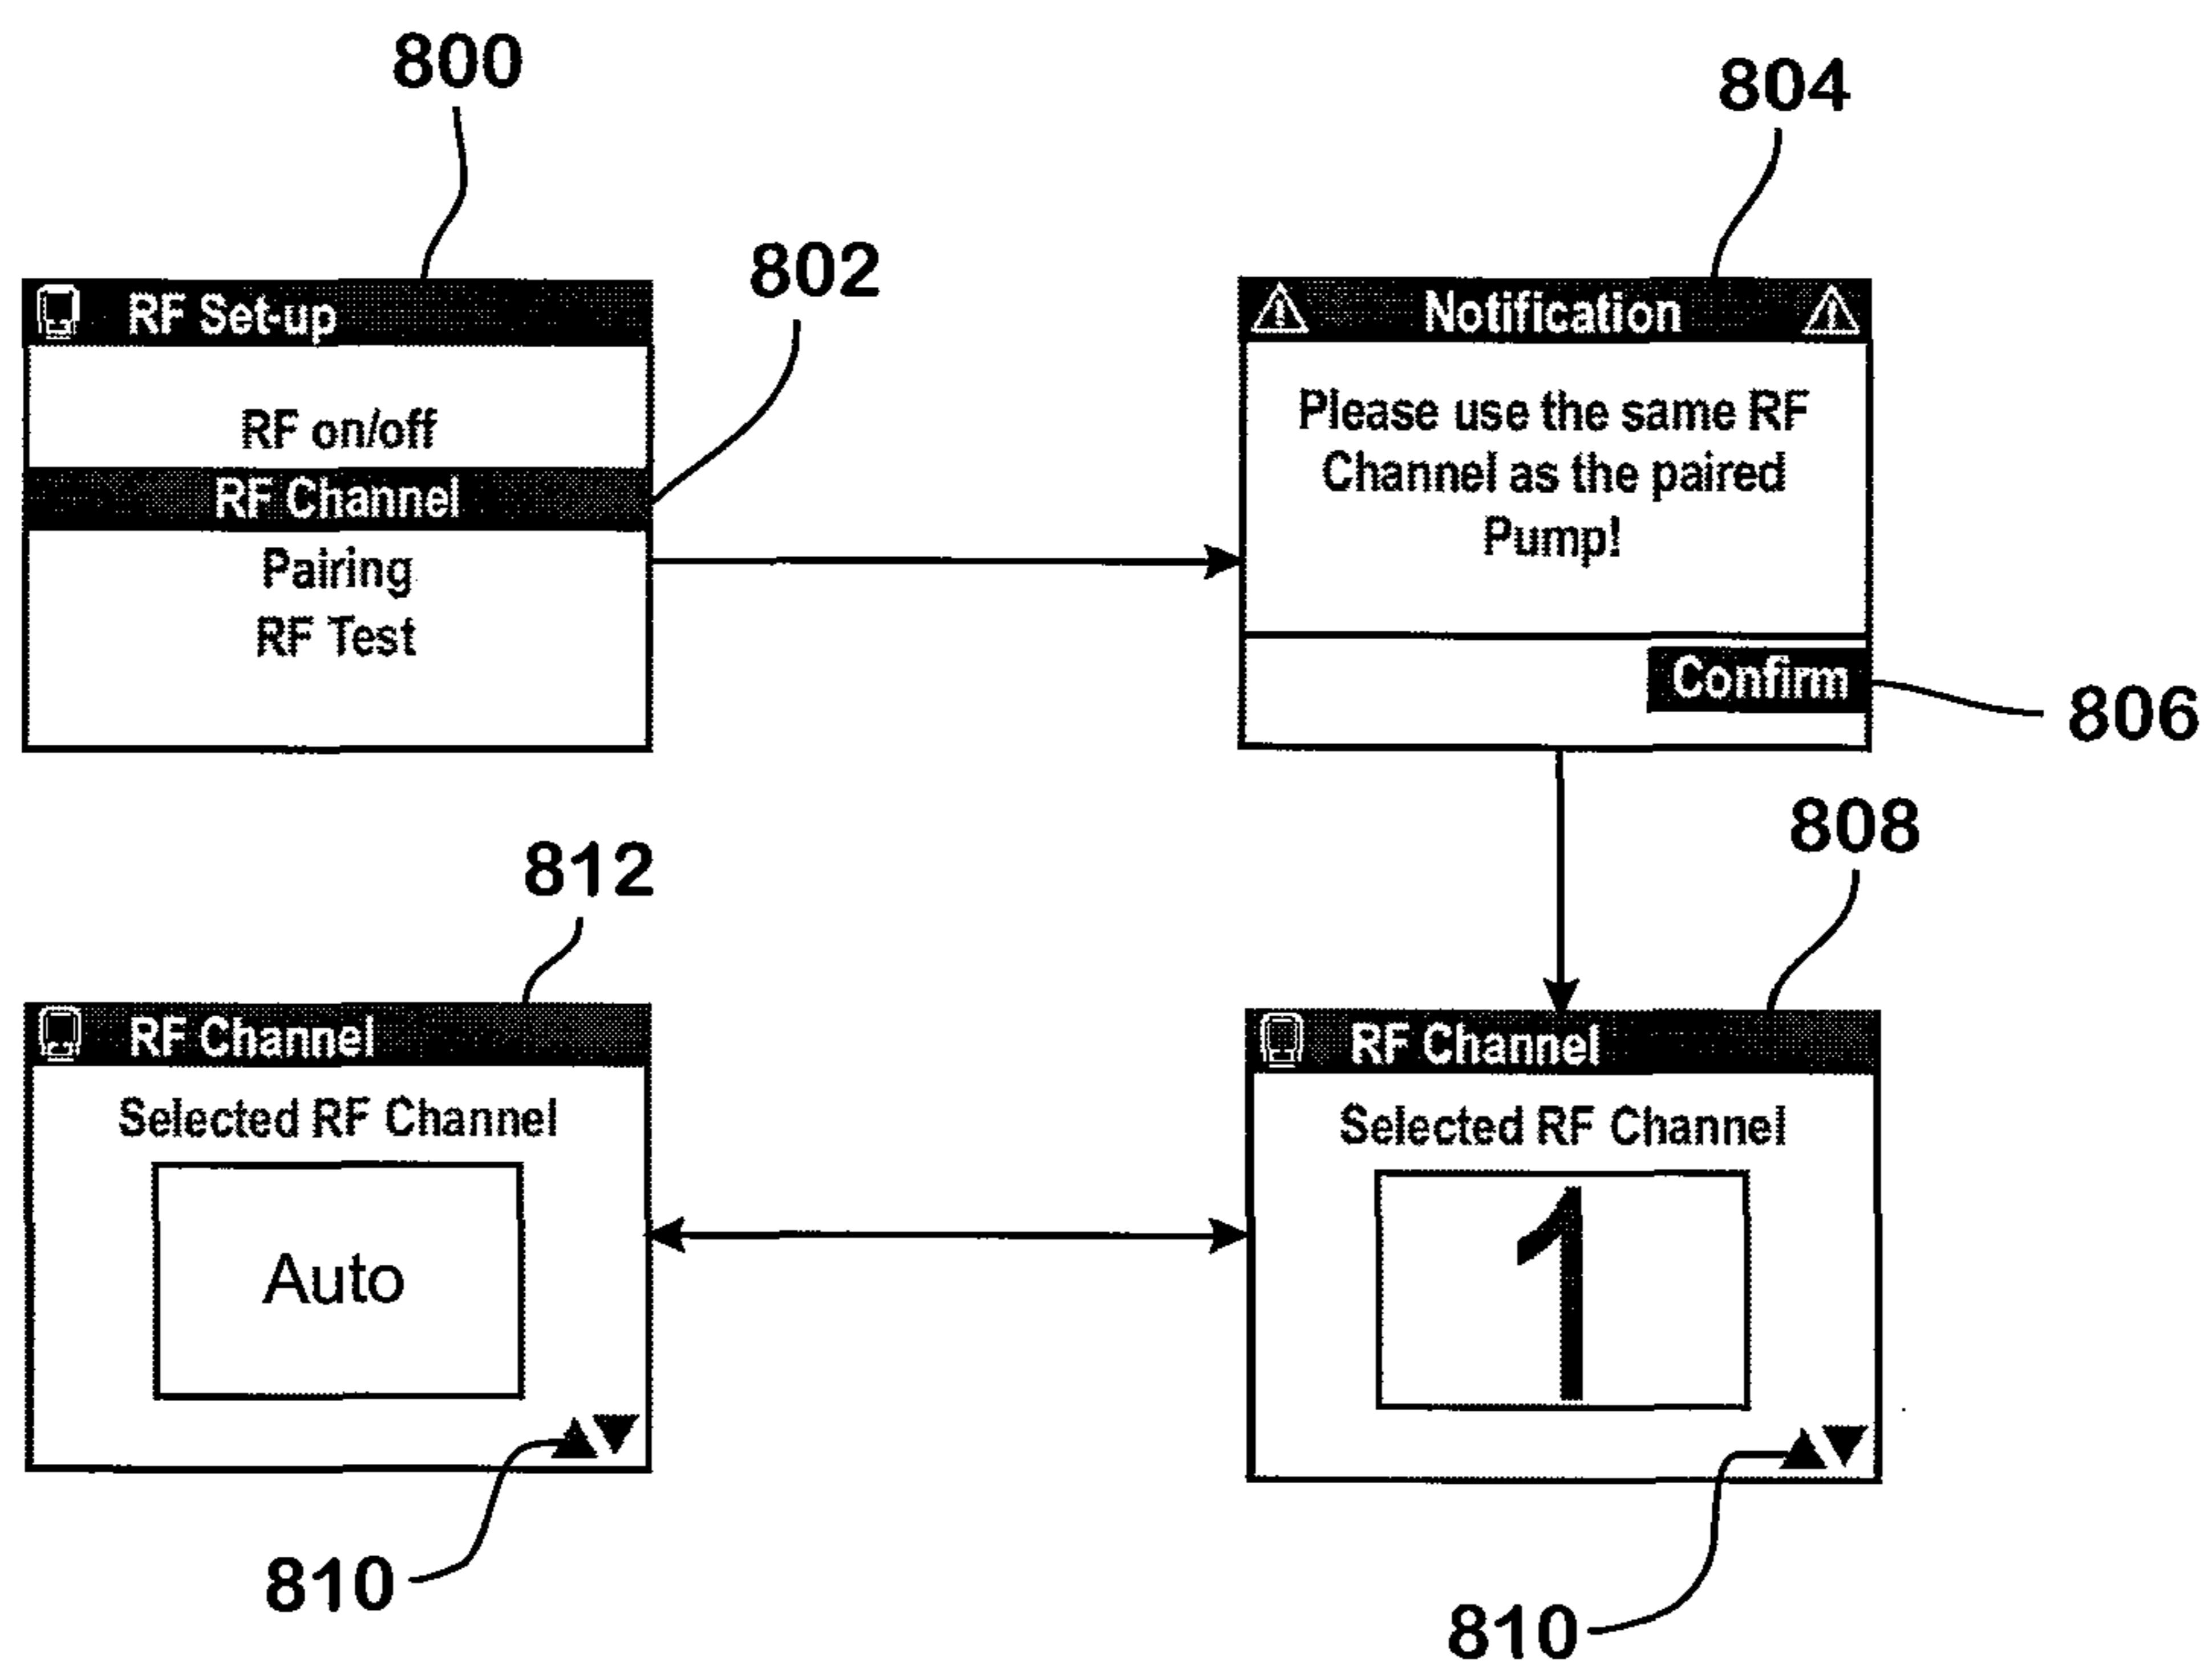 800
804
802
RF Set-up
RF on/off
RF Channel
Pairing
RF Test
Notification
Please use the same RF
Channel as the paired
Pump!
Confirm
806
812
808
RF Channel
Selected RF Channel
Auto
810
RF Channel
Selected RF Channel
1
810